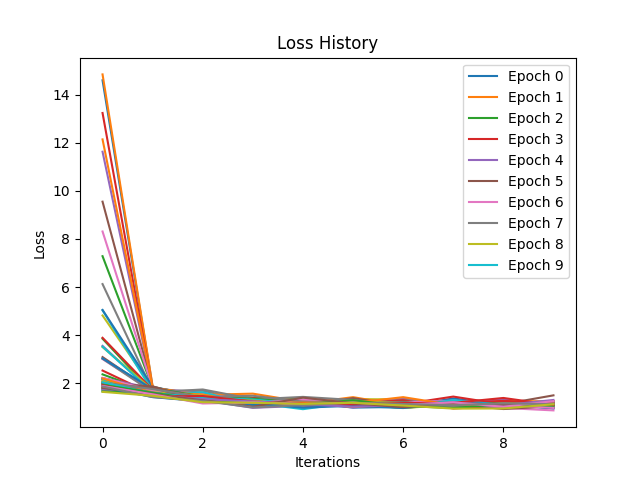 Loss History
Loss
14
12
10
8
6
4
2
0
2
4
6
8
Iterations
Epoch 0
Epoch 1
Epoch 2
Epoch 3
Epoch 4
Epoch 5
Epoch 6
Epoch 7
Epoch 8
Epoch 9